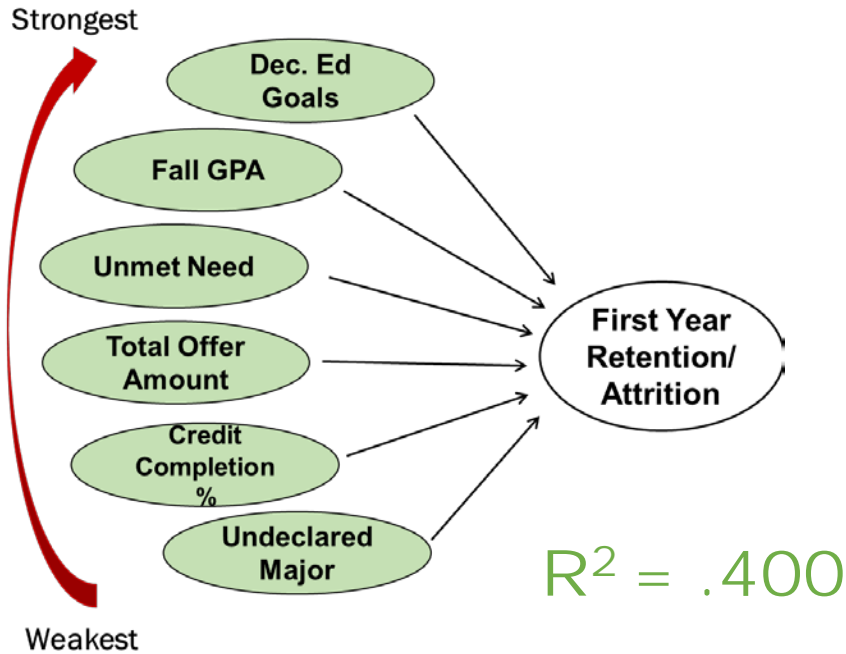 Strongest
Dec. Ed
Goals
Fall GPA
Unmet Need
Total Offer
Amount
Credit
Completion
%
Undeclared
Major
Weakest
First Year
Retention/
Attrition
R² = .400